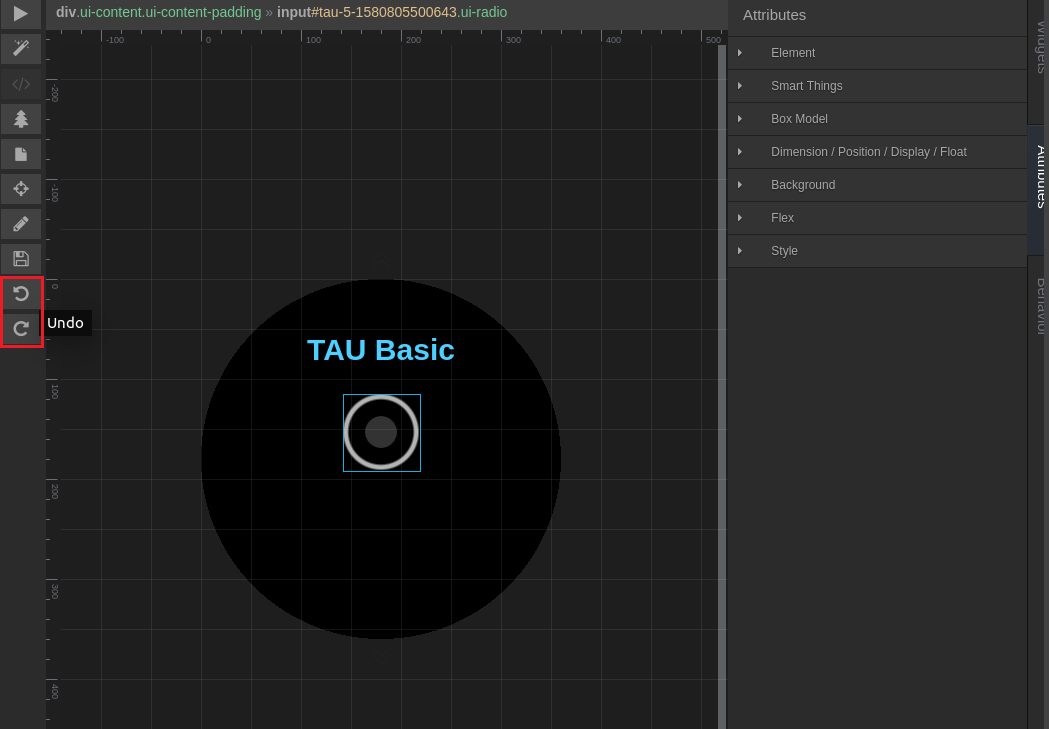 div.ui-content.ui-content-padding » input#tau-5-1580805500643.ui-radio
-100
0
100
200
300
400
500
-200
-100
0
100
200
300
400
Undo
TAU Basic
Attributes
Element
Smart Things
Box Model
Dimension / Position / Display / Float
Background
Flex
Style
Widgets
Attributes
Behavior